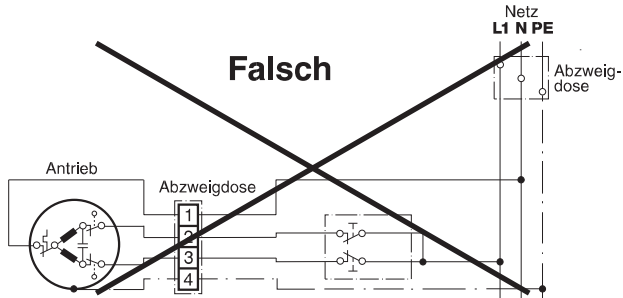 Netz
L1 N PE
Falsch
Abzweig-
dose
Antrieb
Abzweigdose
1
2
3
4